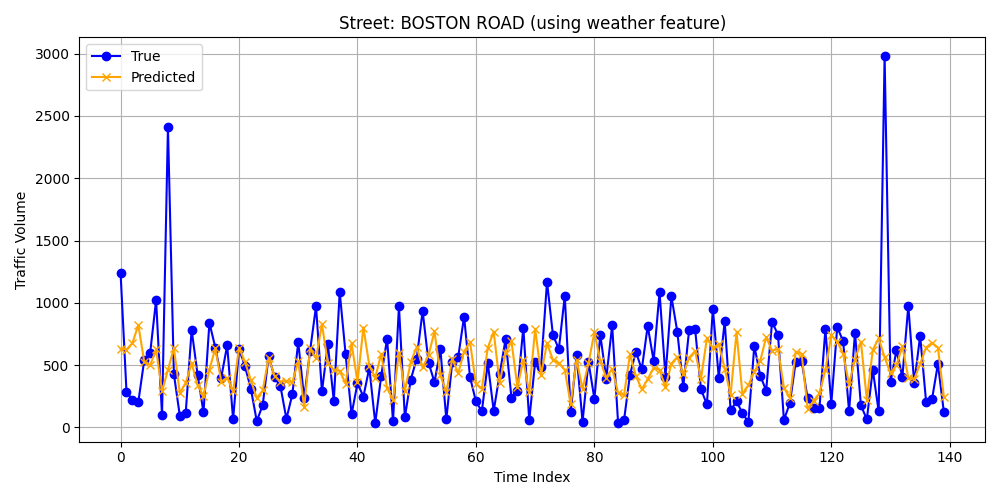 Street: BOSTON ROAD (using weather feature)
True
Predicted
3000
2500
2000
1500
1000
500
0
Traffic Volume
0 20 40 60 80 100 120 140
Time Index